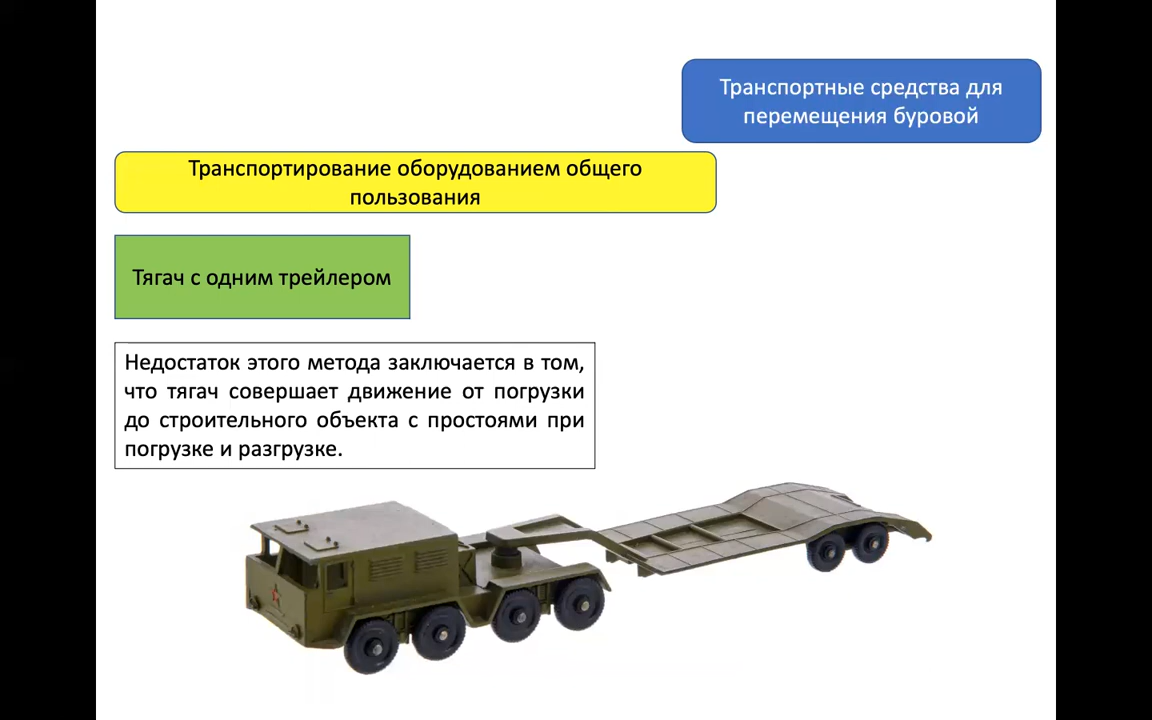 Транспортные средства для
перемещения буровой
Транспортирование оборудованием общего
пользования
Тягач с одним трейлером
Недостаток этого метода заключается в том,
что тягач совершает движение от погрузки
до строительного объекта с простоями при
погрузке и разгрузке.